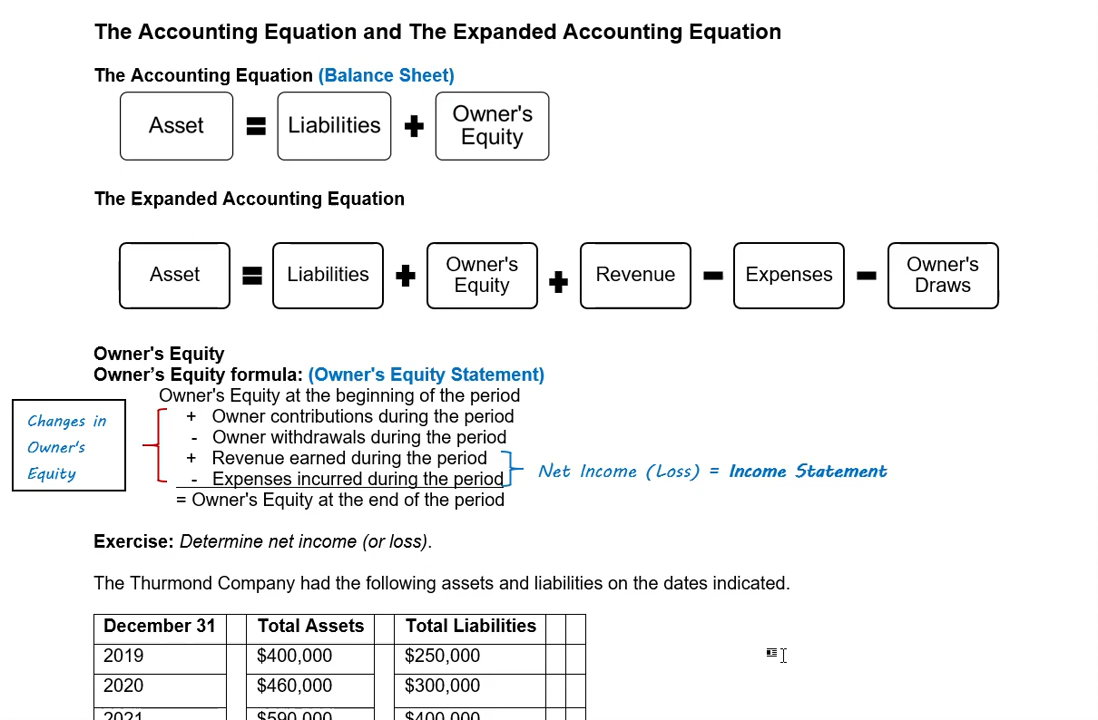 The Accounting Equation and The Expanded Accounting Equation
The Accounting Equation (Balance Sheet)
Asset = Liabilities + Owner's Equity
The Expanded Accounting Equation
Asset = Liabilities + Owner's Equity + Revenue - Expenses - Owner's Draws
Owner's Equity
Owner’s Equity formula: (Owner's Equity Statement)
Owner's Equity at the beginning of the period
+ Owner contributions during the period
- Owner withdrawals during the period
+ Revenue earned during the period
- Expenses incurred during the period
= Owner's Equity at the end of the period
Changes in
Owner's
Equity
Net Income (Loss) = Income Statement
Exercise: Determine net income (or loss).
The Thurmond Company had the following assets and liabilities on the dates indicated.
December 31 Total Assets Total Liabilities
2019 $400,000 $250,000
2020 $460,000 $300,000
2021 $590,000 $400,000